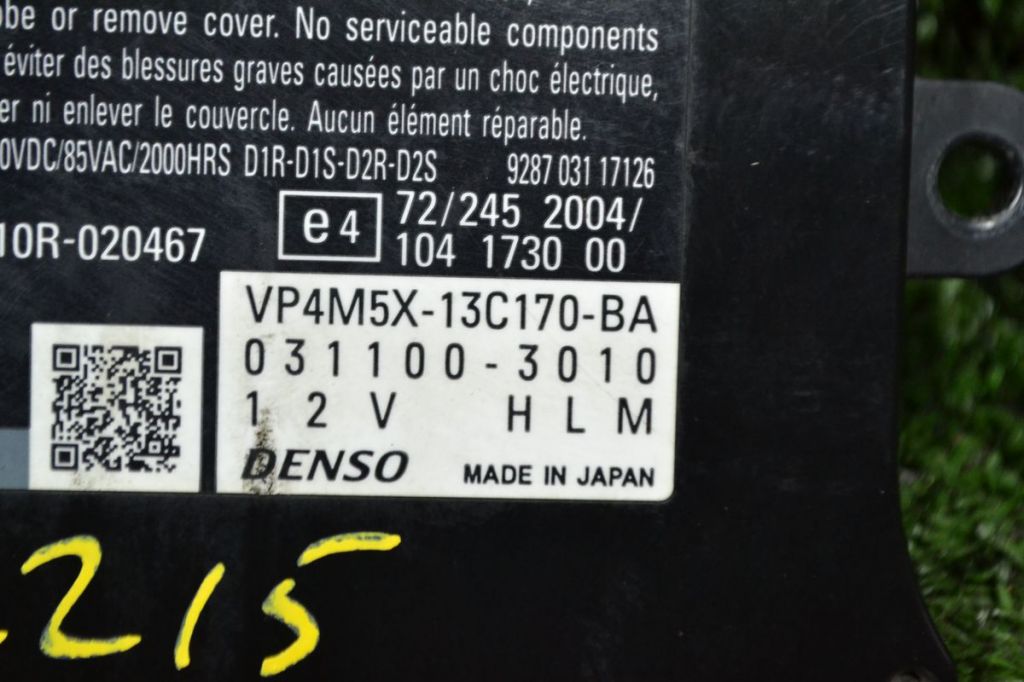 or remove cover. No serviceable components
éviter des blessures graves causées par un choc électrique,
ni enlever le couvercle. Aucun élément réparable.
0VDC/85VAC/2000HRS D1R-D1S-D2R-D2S 9287 031 17126
e4 72/245 2004/
10R-020467 104 1730 00
VP4M5X-13C170-BA
031100-3010
12V HLM
DENSO MADE IN JAPAN
215